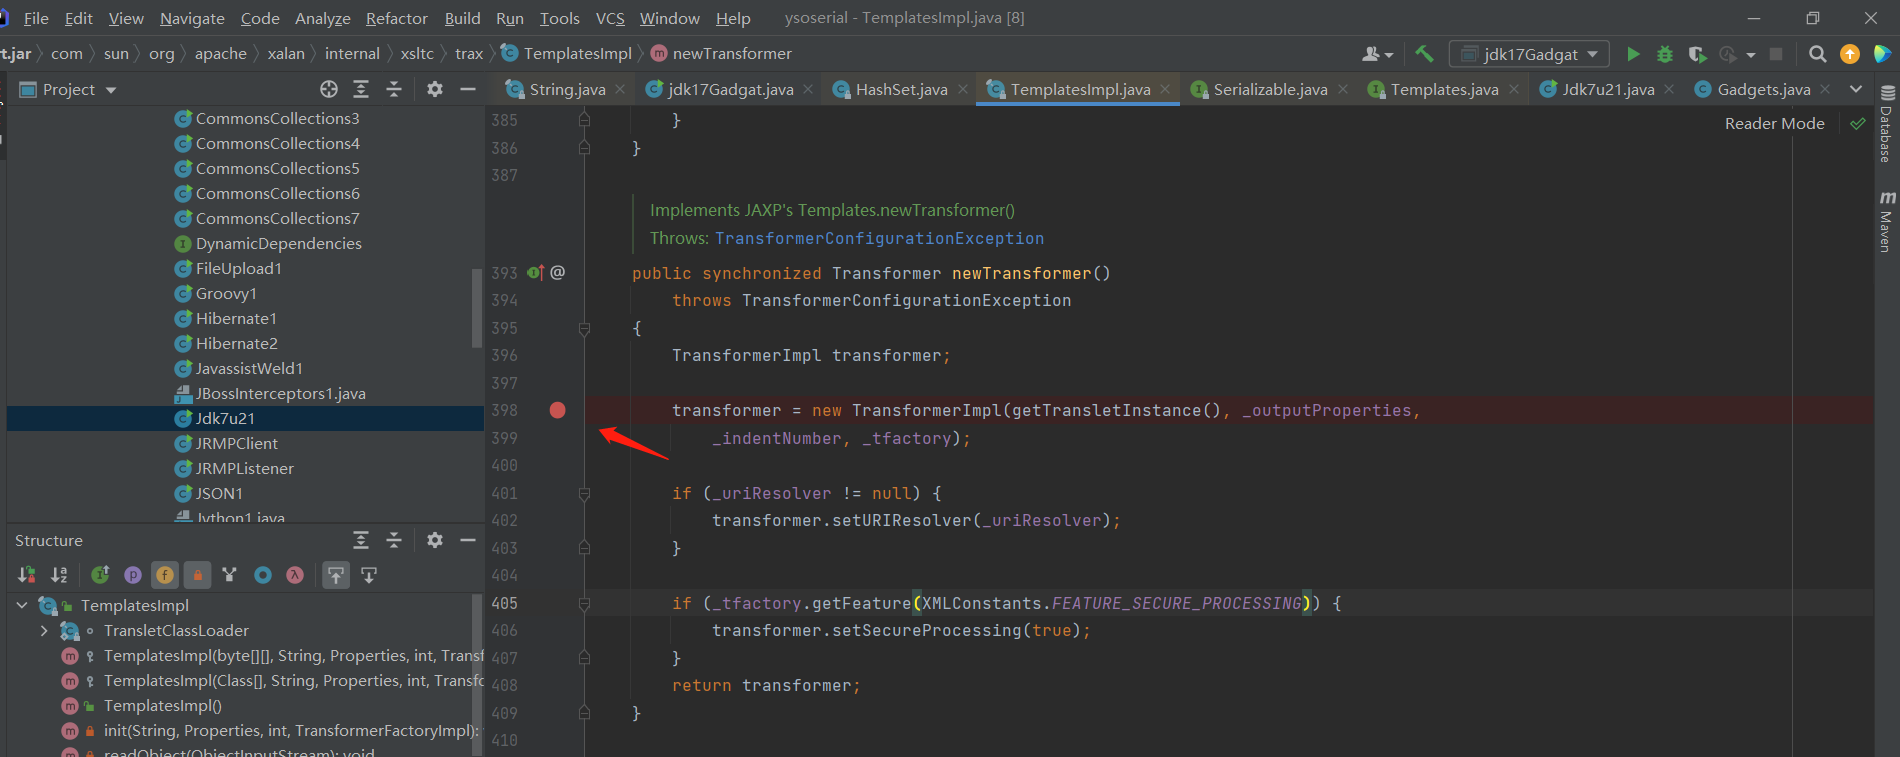 File Edit View Navigate Code Analyze Refactor Build Run Tools VCS Window Help ysoserial - TemplatesImpl.java [8]
t.jar com sun org apache xalan internal xsltc trax TemplatesImpl newTransformer
jdk17Gadgat
Project
String.java jdk17Gadgat.java HashSet.java TemplatesImpl.java Serializable.java Templates.java Jdk7u21.java Gadgets.java
CommonsCollections3
CommonsCollections4
CommonsCollections5
CommonsCollections6
CommonsCollections7
DynamicDependencies
FileUpload1
Groovy1
Hibernate1
Hibernate2
JavassistWeld1
JBossInterceptors1.java
Jdk7u21
JRMPClient
JRMPListener
JSON1
Jython1.java
Structure
TemplatesImpl
TransletClassLoader
TemplatesImpl(byte[][], String, Properties, int, Transf
TemplatesImpl(Class[], String, Properties, int, Transfo
TemplatesImpl()
init(String, Properties, int, TransformerFactoryImpl):
readObject(ObjectInputStream): void
Reader Mode
385 }
386 }
387
Implements JAXP's Templates.newTransformer()
Throws: TransformerConfigurationException
393 @ public synchronized Transformer newTransformer()
394 throws TransformerConfigurationException
395 {
396 TransformerImpl transformer;
397
398 transformer = new TransformerImpl(getTransletInstance(), _outputProperties,
399 _indentNumber, _tfactory);
400
401 if (_uriResolver != null) {
402 transformer.setURIResolver(_uriResolver);
403 }
404
405 if (_tfactory.getFeature(XMLConstants.FEATURE_SECURE_PROCESSING)) {
406 transformer.setSecureProcessing(true);
407 }
408 return transformer;
409 }
410
Database
Maven